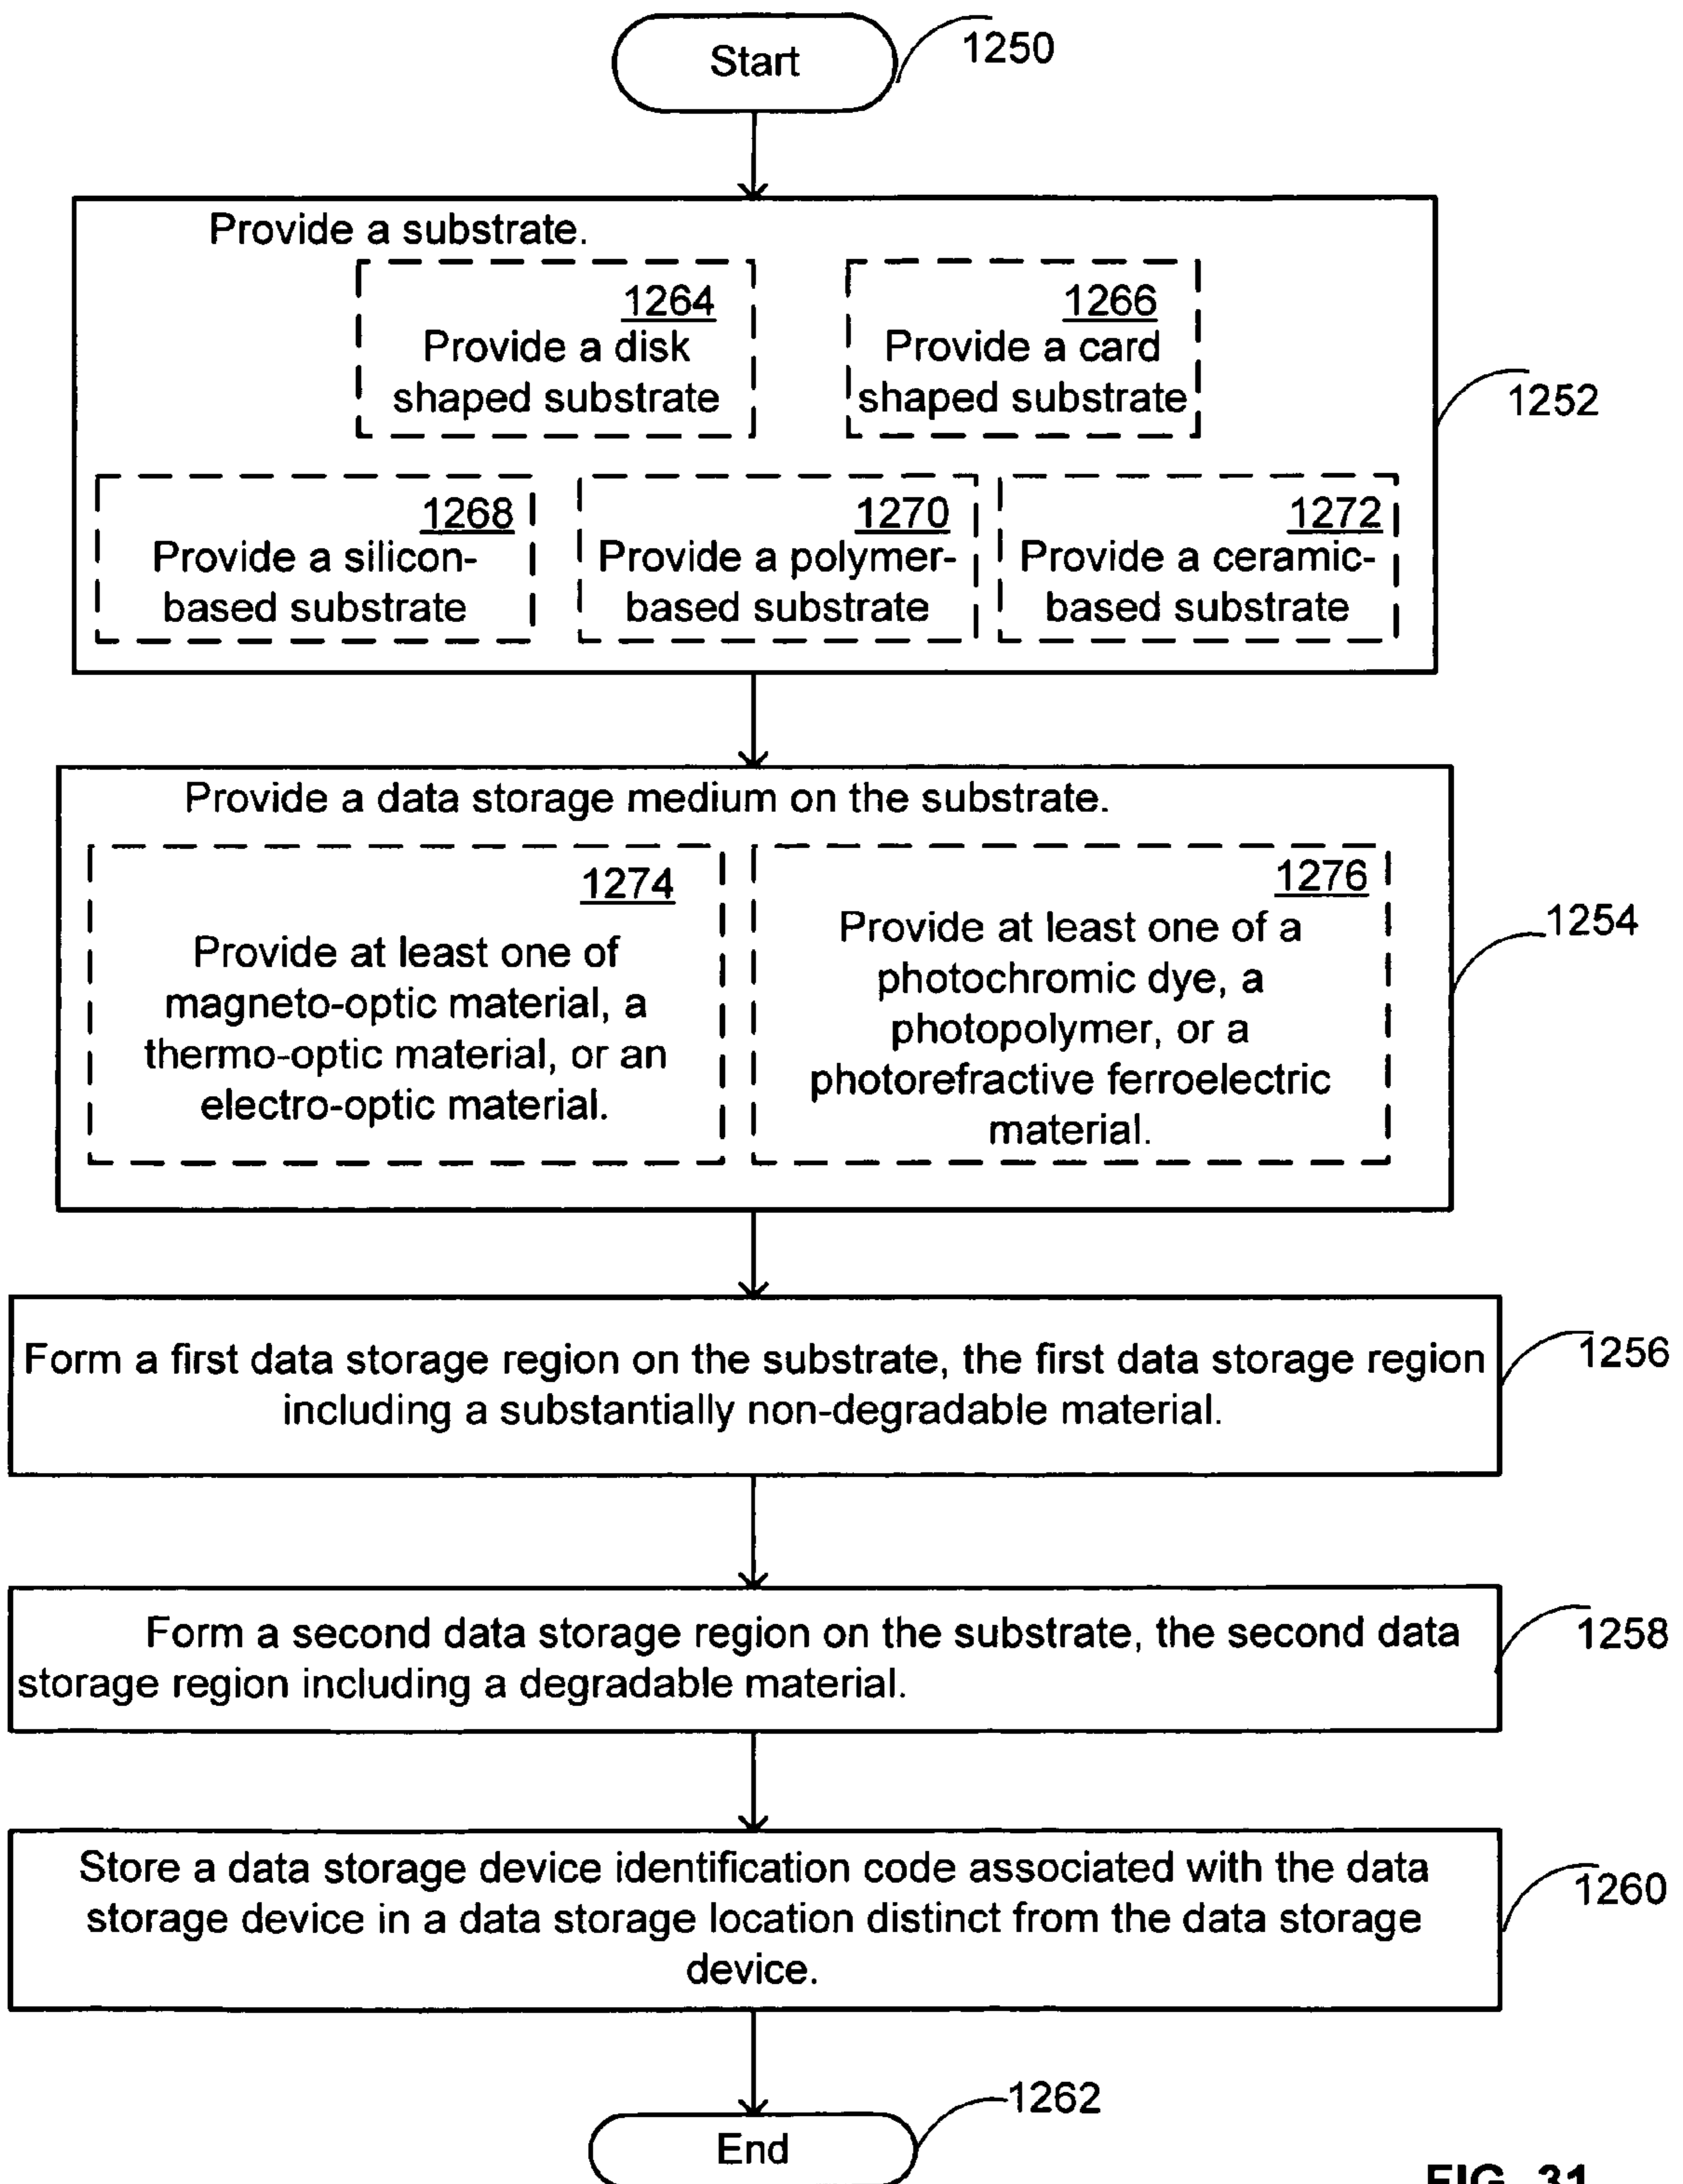 Start
1250
Provide a substrate.
1264
Provide a disk
shaped substrate
1266
Provide a card
shaped substrate
1252
1268
Provide a silicon-
based substrate
1270
Provide a polymer-
based substrate
1272
Provide a ceramic-
based substrate
Provide a data storage medium on the substrate.
1274
Provide at least one of
magneto-optic material, a
thermo-optic material, or an
electro-optic material.
1276
Provide at least one of a
photochromic dye, a
photopolymer, or a
photorefractive ferroelectric
material.
1254
Form a first data storage region on the substrate, the first data storage region
including a substantially non-degradable material.
1256
Form a second data storage region on the substrate, the second data
storage region including a degradable material.
1258
Store a data storage device identification code associated with the data
storage device in a data storage location distinct from the data storage
device.
1260
1262
End
FIG. 31